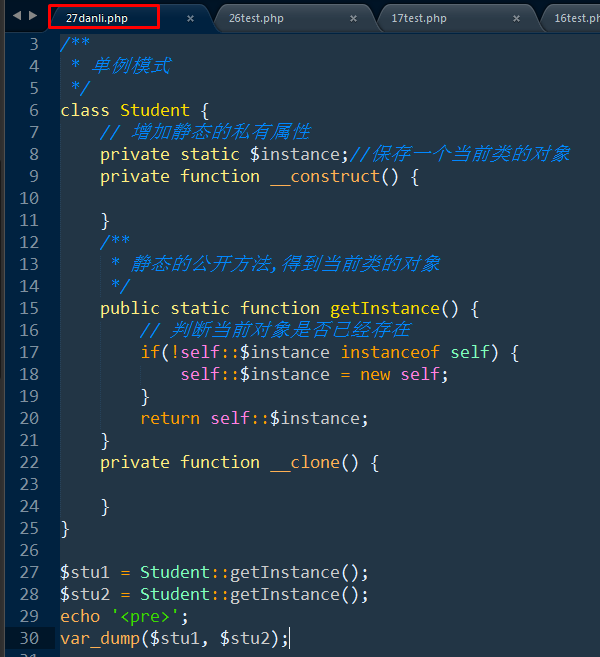 27danli.php × 26test.php × 17test.php × 16test.ph
3 /**
4  * 单例模式
5  */
6 class Student {
7     // 增加静态的私有属性
8     private static $instance;//保存一个当前类的对象
9     private function __construct() {
10
11     }
12     /**
13      * 静态的公开方法,得到当前类的对象
14      */
15     public static function getInstance() {
16         // 判断当前对象是否已经存在
17         if(!self::$instance instanceof self) {
18             self::$instance = new self;
19         }
20         return self::$instance;
21     }
22     private function __clone() {
23
24     }
25 }
26
27 $stu1 = Student::getInstance();
28 $stu2 = Student::getInstance();
29 echo '<pre>';
30 var_dump($stu1, $stu2);